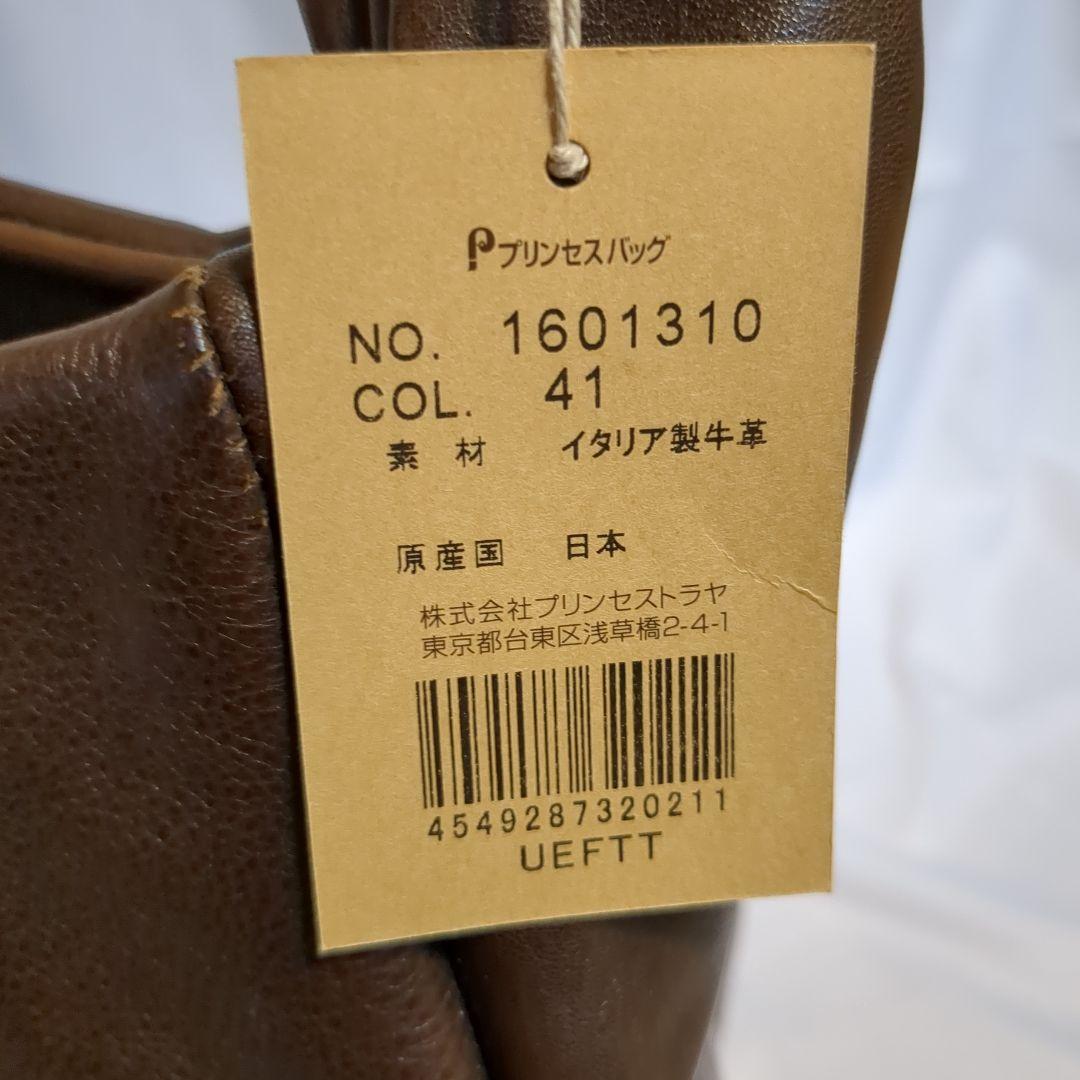 プリンセスバッグ
NO. 1601310
COL. 41
素材 イタリア製牛革
原産国 日本
株式会社プリンセストラヤ
東京都台東区浅草橋2-4-1
4549287320211
UEFTT